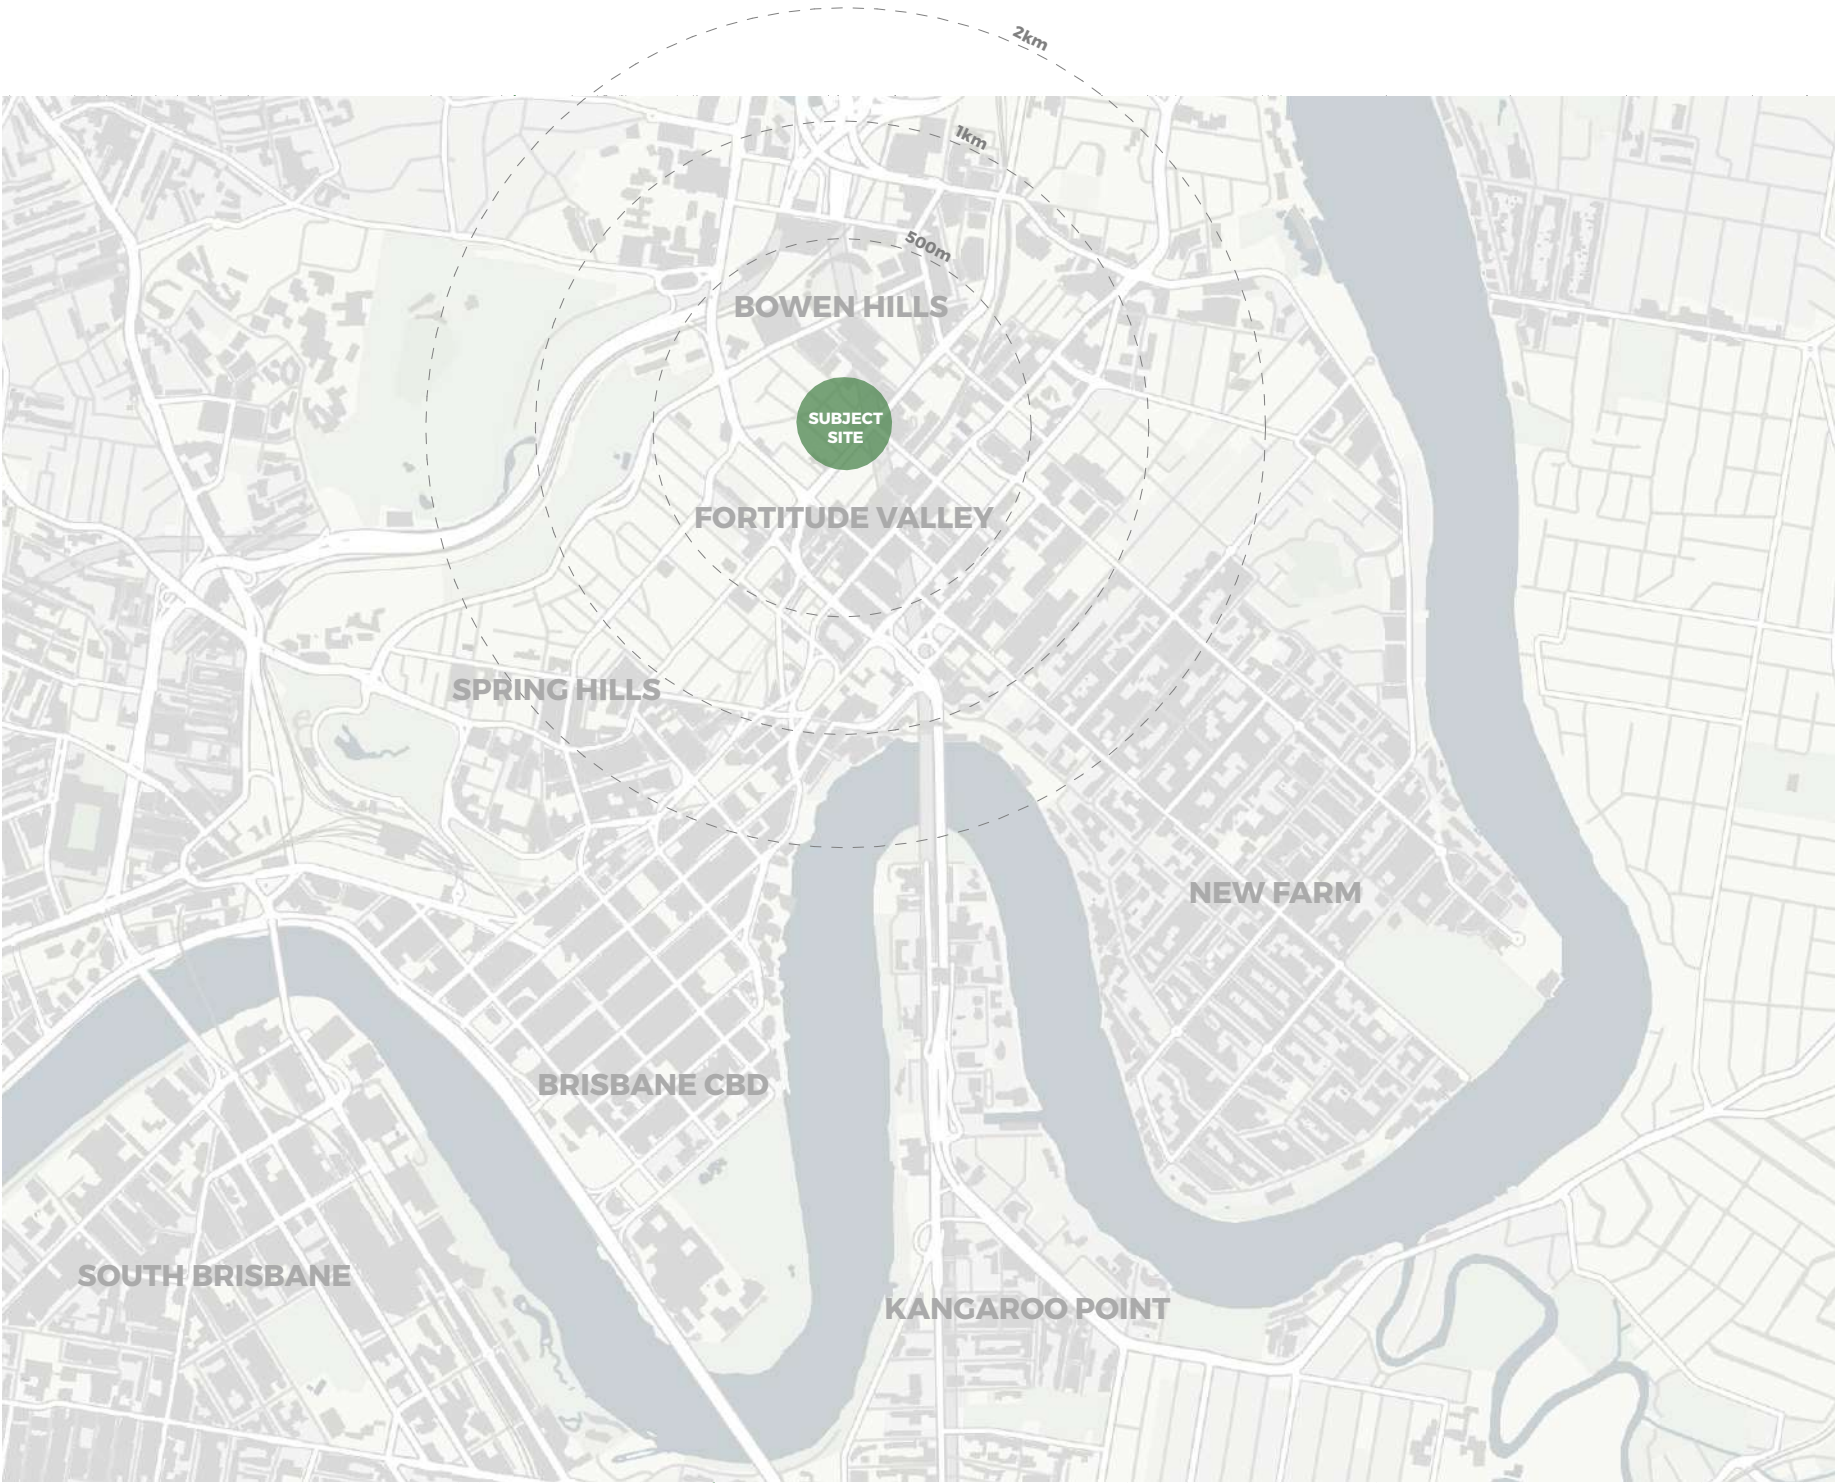 2km
1km
500m
BOWEN HILLS
SUBJECT
SITE
FORTITUDE VALLEY
SPRING HILLS
NEW FARM
BRISBANE CBD
SOUTH BRISBANE
KANGAROO POINT